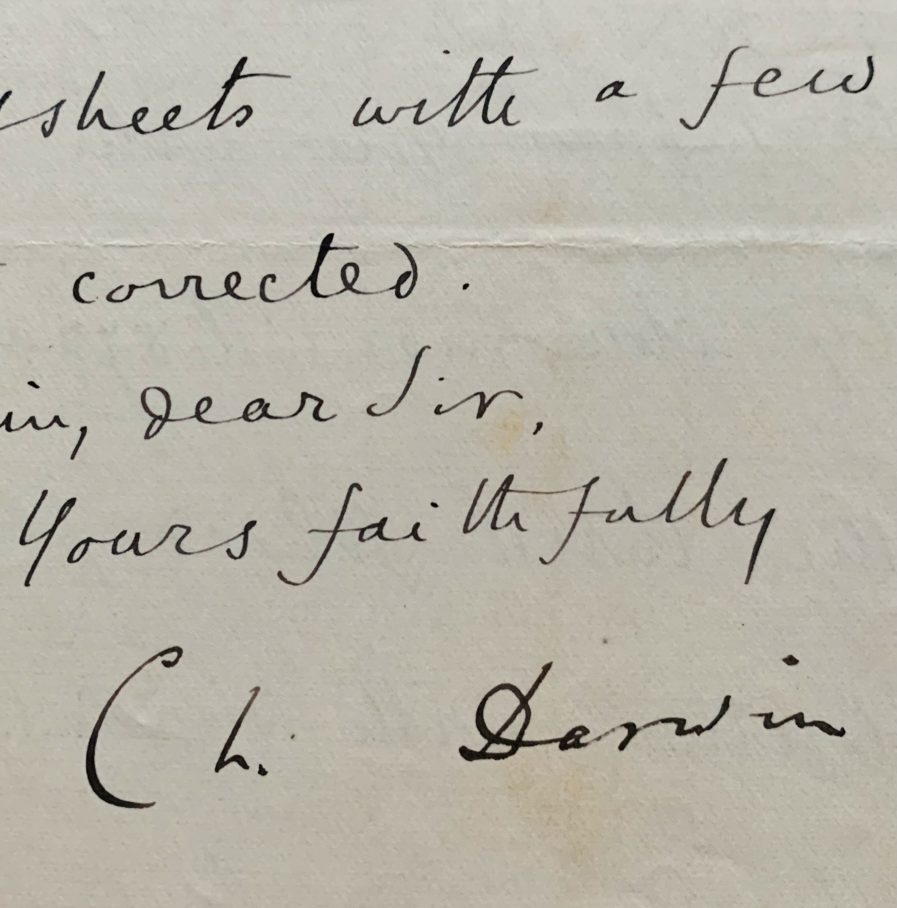 sheets with a few
corrected.
dear Sir,
Yours faithfully
Ch. Darwin